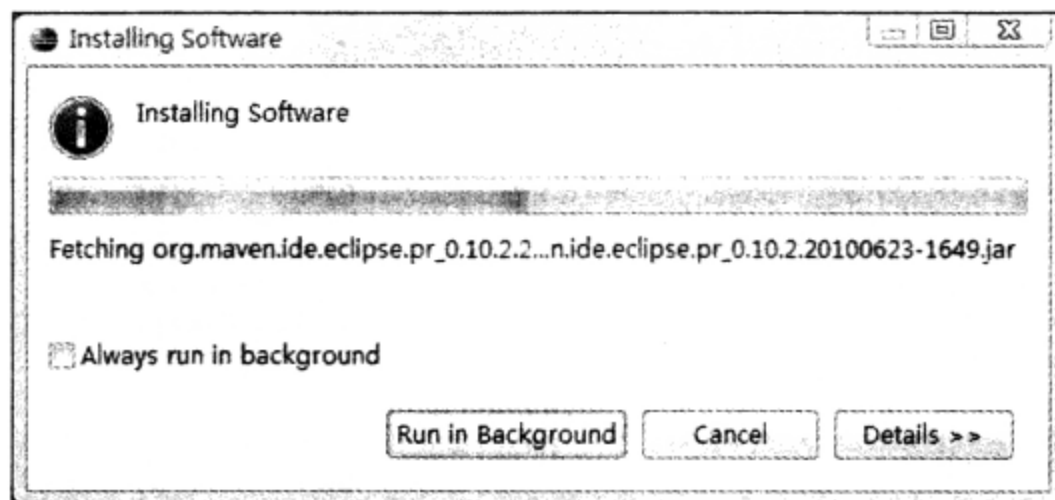 Installing Software
Installing Software
Fetching org.maven.ide.eclipse.pr_0.10.2.2...n.ide.eclipse.pr_0.10.2.20100623-1649.jar
Always run in background
Run in Background Cancel Details >>